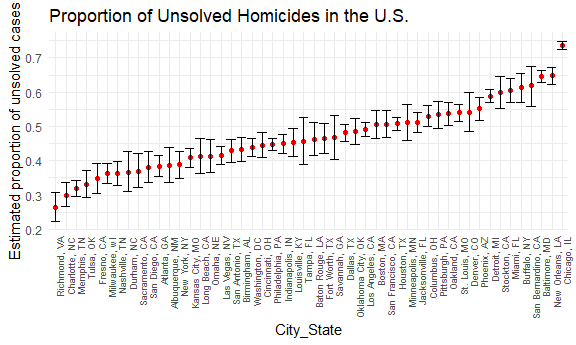 Proportion of Unsolved Homicides in the U.S.
Estimated proportion of unsolved cases
0.7
0.6
0.5
0.4
0.3
0.2
Richmond, VA
Charlotte, NC
Memphis, TN
Tulsa, OK
Fresno, CA
Milwaukee, wI
Nashville, TN
Durham, NC
Sacramento, CA
San Diego, CA
Atlanta, GA
Albuquerque, NM
New York, NY
Kansas City, MO
Long Beach, CA
Omaha, NE
Las Vegas, NV
San Antonio, TX
Birmingham, AL
Washington, DC
Cincinnati, OH
Philadelphia, PA
Indianapolis, IN
Louisville, KY
Tampa, FL
Baton Rouge, LA
Fort Worth, TX
Savannah, GA
Dallas, TX
Oklahoma City, OK
Los Angeles, CA
Boston, MA
San Francisco, CA
Houston, TX
Minneapolis, MN
Jacksonville, FL
Columbus, OH
Pittsburgh, PA
Oakland, CA
St. Louis, MO
Denver, CO
Phoenix, AZ
Detroit, MI
Stockton, CA
Miami, FL
Buffalo, NY
San Bernardino, CA
Baltimore, MD
New Orleans, LA
Chicago, IL
City_State